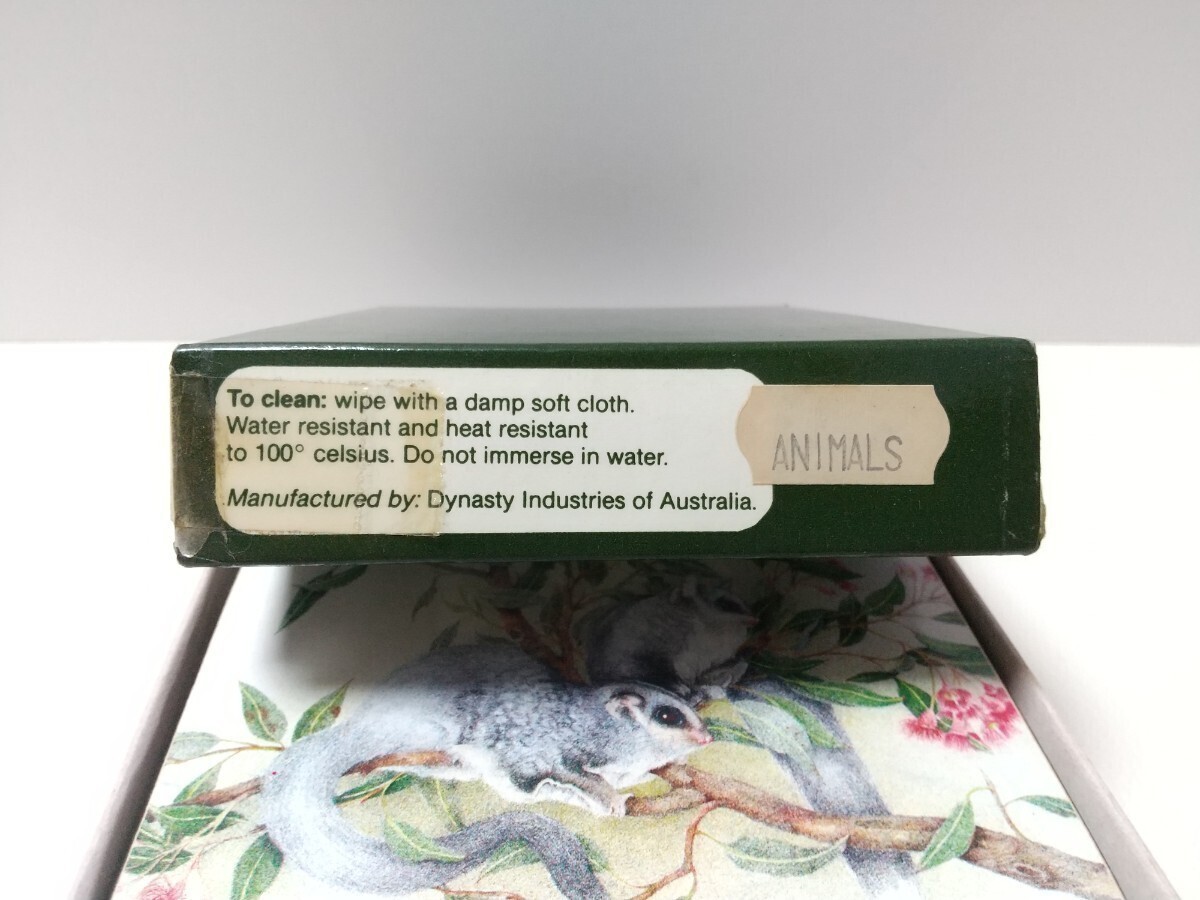 To clean: wipe with a damp soft cloth.
Water resistant and heat resistant
to 100° celsius. Do not immerse in water.
Manufactured by: Dynasty Industries of Australia.
ANIMALS